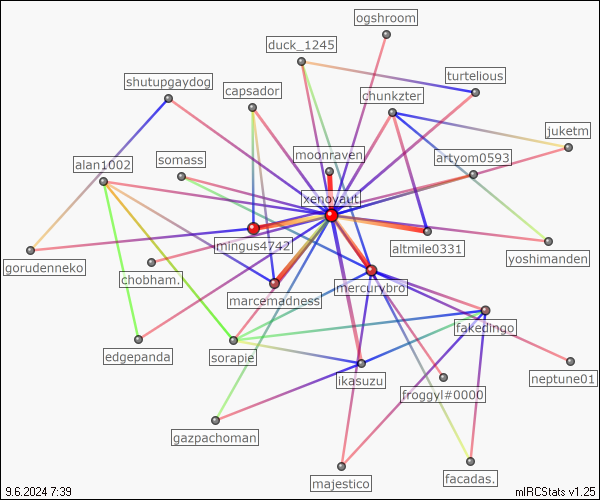 ogshroom
duck_1245
turtelious
shutupgaydog
capsador
chunkzter
juketm
moonraven
artyom0593
somass
alan1002
xenoyaut
mingus4742
altmile0331
yoshimanden
gorudenneko
chobham.
mercurybro
marcemadness
fakedingo
edgepanda
sorapie
ikasuzu
neptune01
froggyl#0000
gazpachoman
majestico
facadas.
9.6.2024 7:39
mIRCStats v1.25